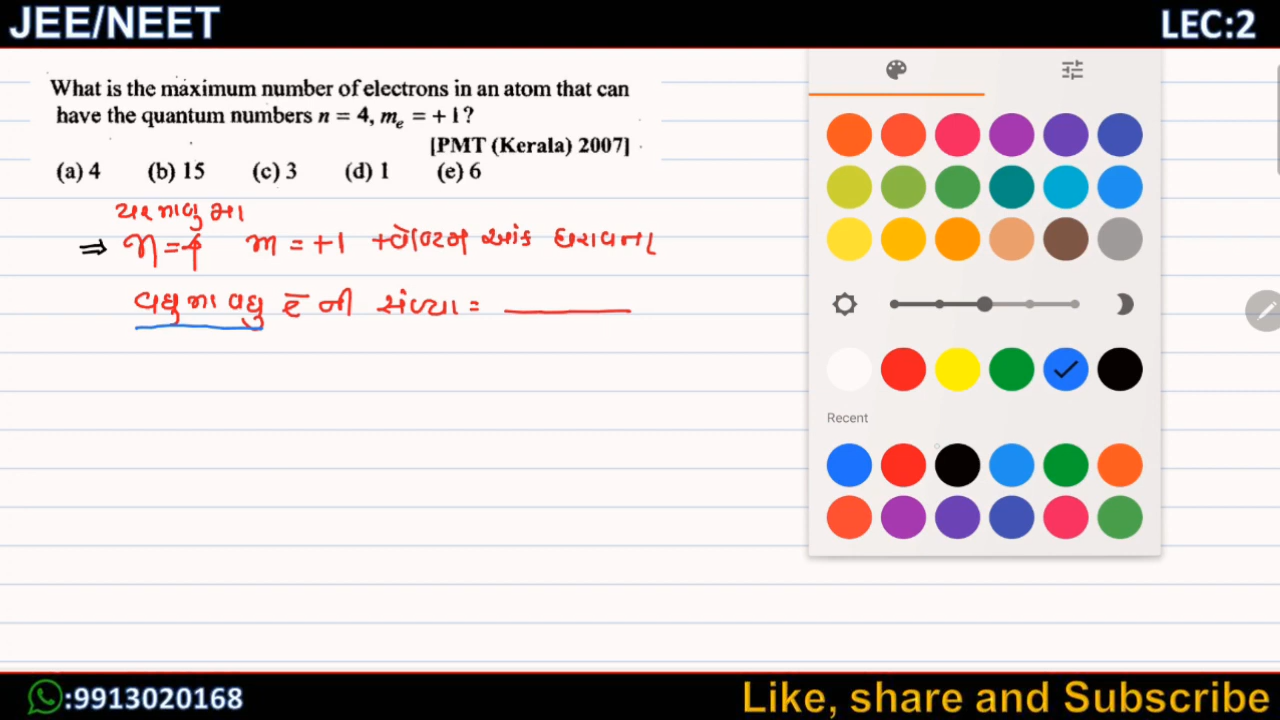 JEE/NEET
LEC:2
What is the maximum number of electrons in an atom that can
have the quantum numbers n = 4, mₑ = + 1?
[PMT (Kerala) 2007]
(a) 4 (b) 15 (c) 3 (d) 1 (e) 6
પરમાણુ માં
⇒ n = 4 m = +1 ક્વોન્ટમ આંક ધરાવતા
વધુમાં વધુ e⁻ ની સંખ્યા =
Recent
:9913020168
Like, share and Subscribe